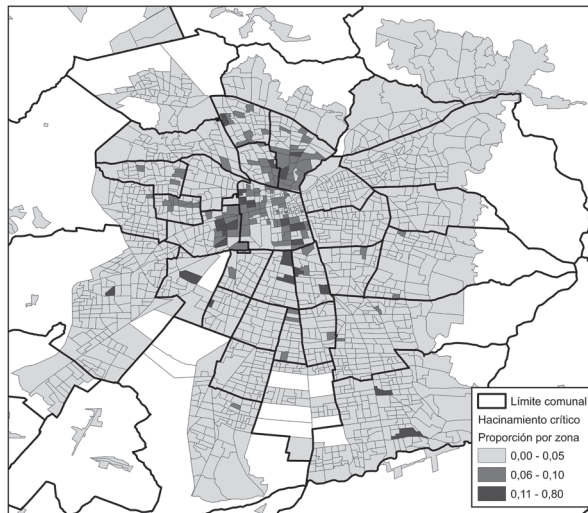 Límite comunal
Hacinamiento crítico
Proporción por zona
0,00 - 0,05
0,06 - 0,10
0,11 - 0,80